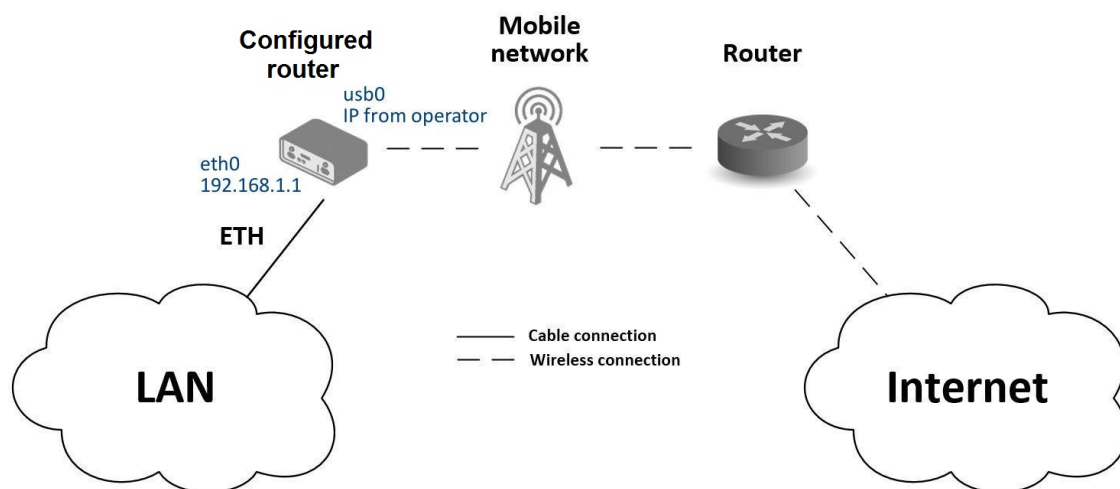 Configured
router
Mobile
network
Router
usb0
IP from operator
eth0
192.168.1.1
ETH
Cable connection
Wireless connection
LAN
Internet